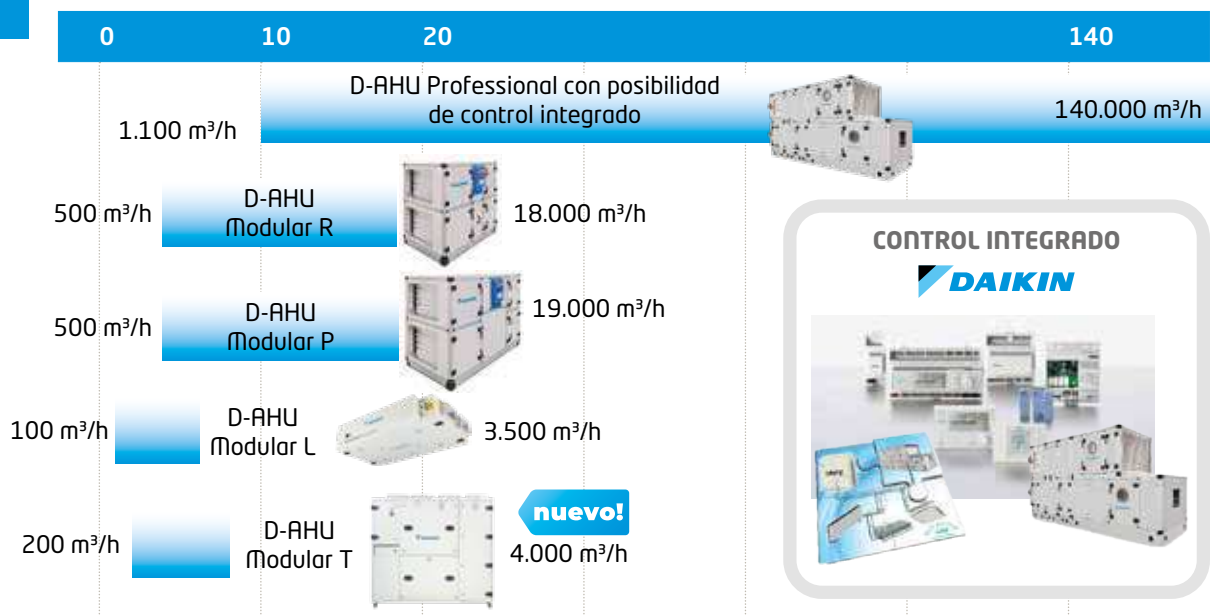 0 10 20 140
D-AHU Professional con posibilidad
de control integrado
1.100 m³/h
140.000 m³/h
500 m³/h
D-AHU
Modular R
18.000 m³/h
500 m³/h
D-AHU
Modular P
19.000 m³/h
100 m³/h
D-AHU
Modular L
3.500 m³/h
200 m³/h
D-AHU
Modular T
nuevo!
4.000 m³/h
CONTROL INTEGRADO
DAIKIN